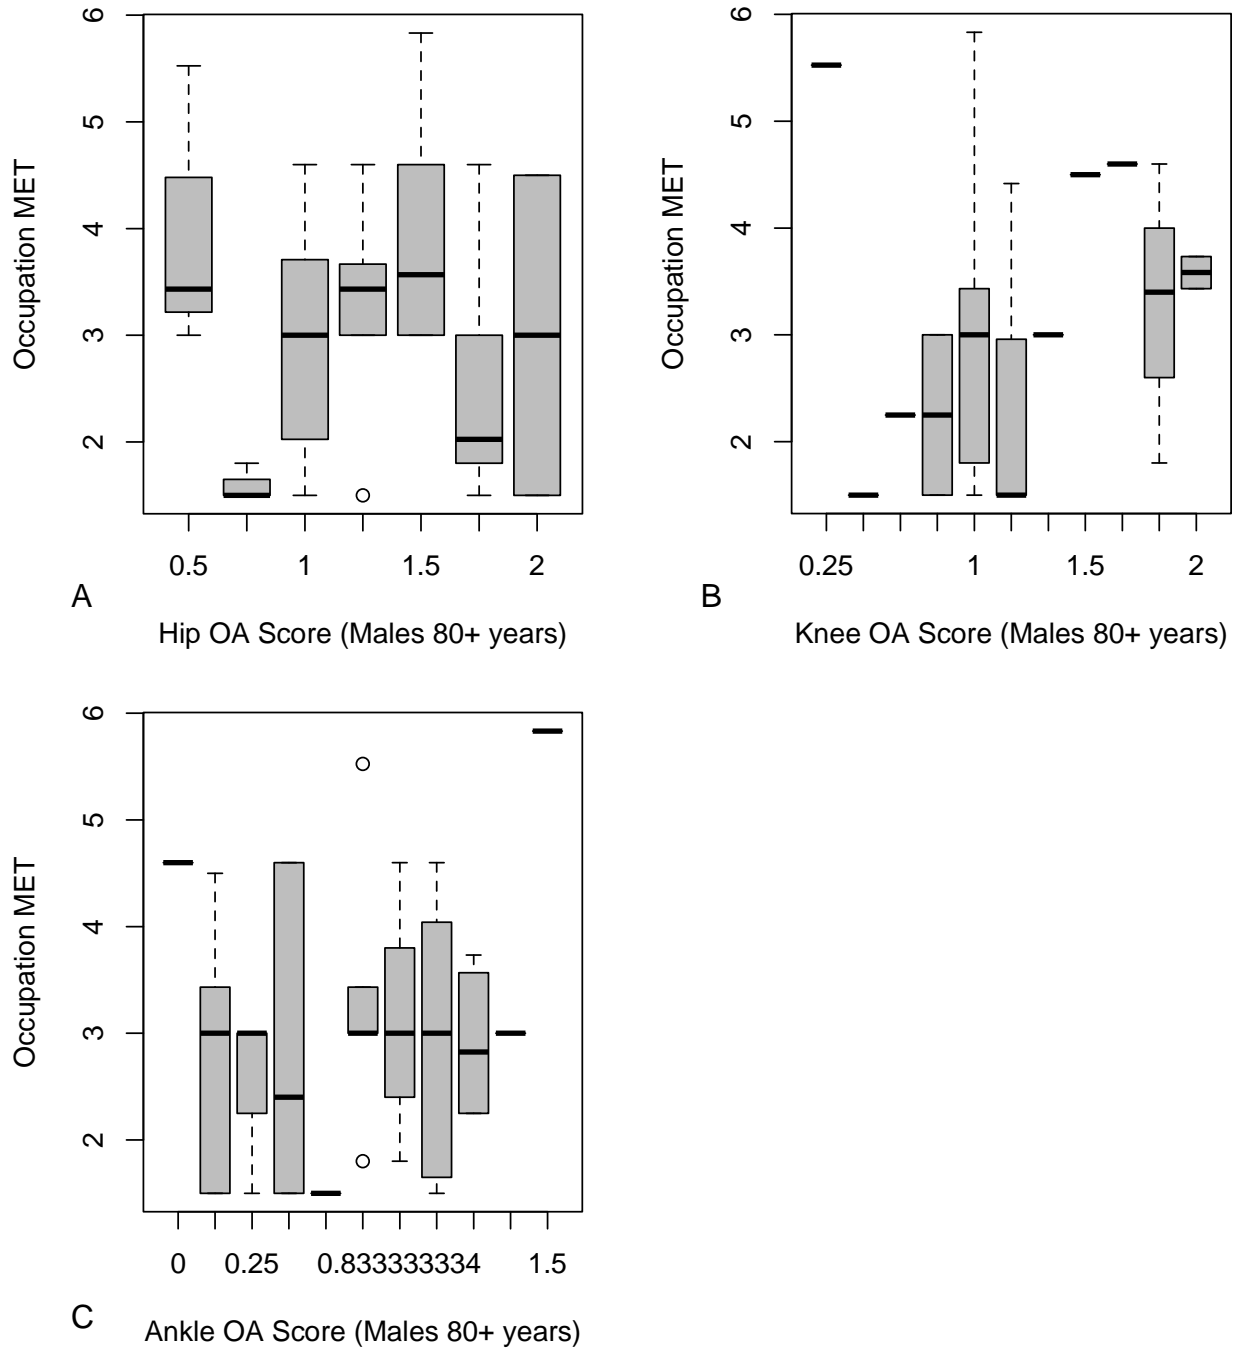 6
5
4
3
2
Occupation MET
0.5 1 1.5 2
A
Hip OA Score (Males 80+ years)
6
5
4
3
2
Occupation MET
0.25 1 1.5 2
B
Knee OA Score (Males 80+ years)
6
5
4
3
2
Occupation MET
0 0.25 0.833333334 1.5
C
Ankle OA Score (Males 80+ years)